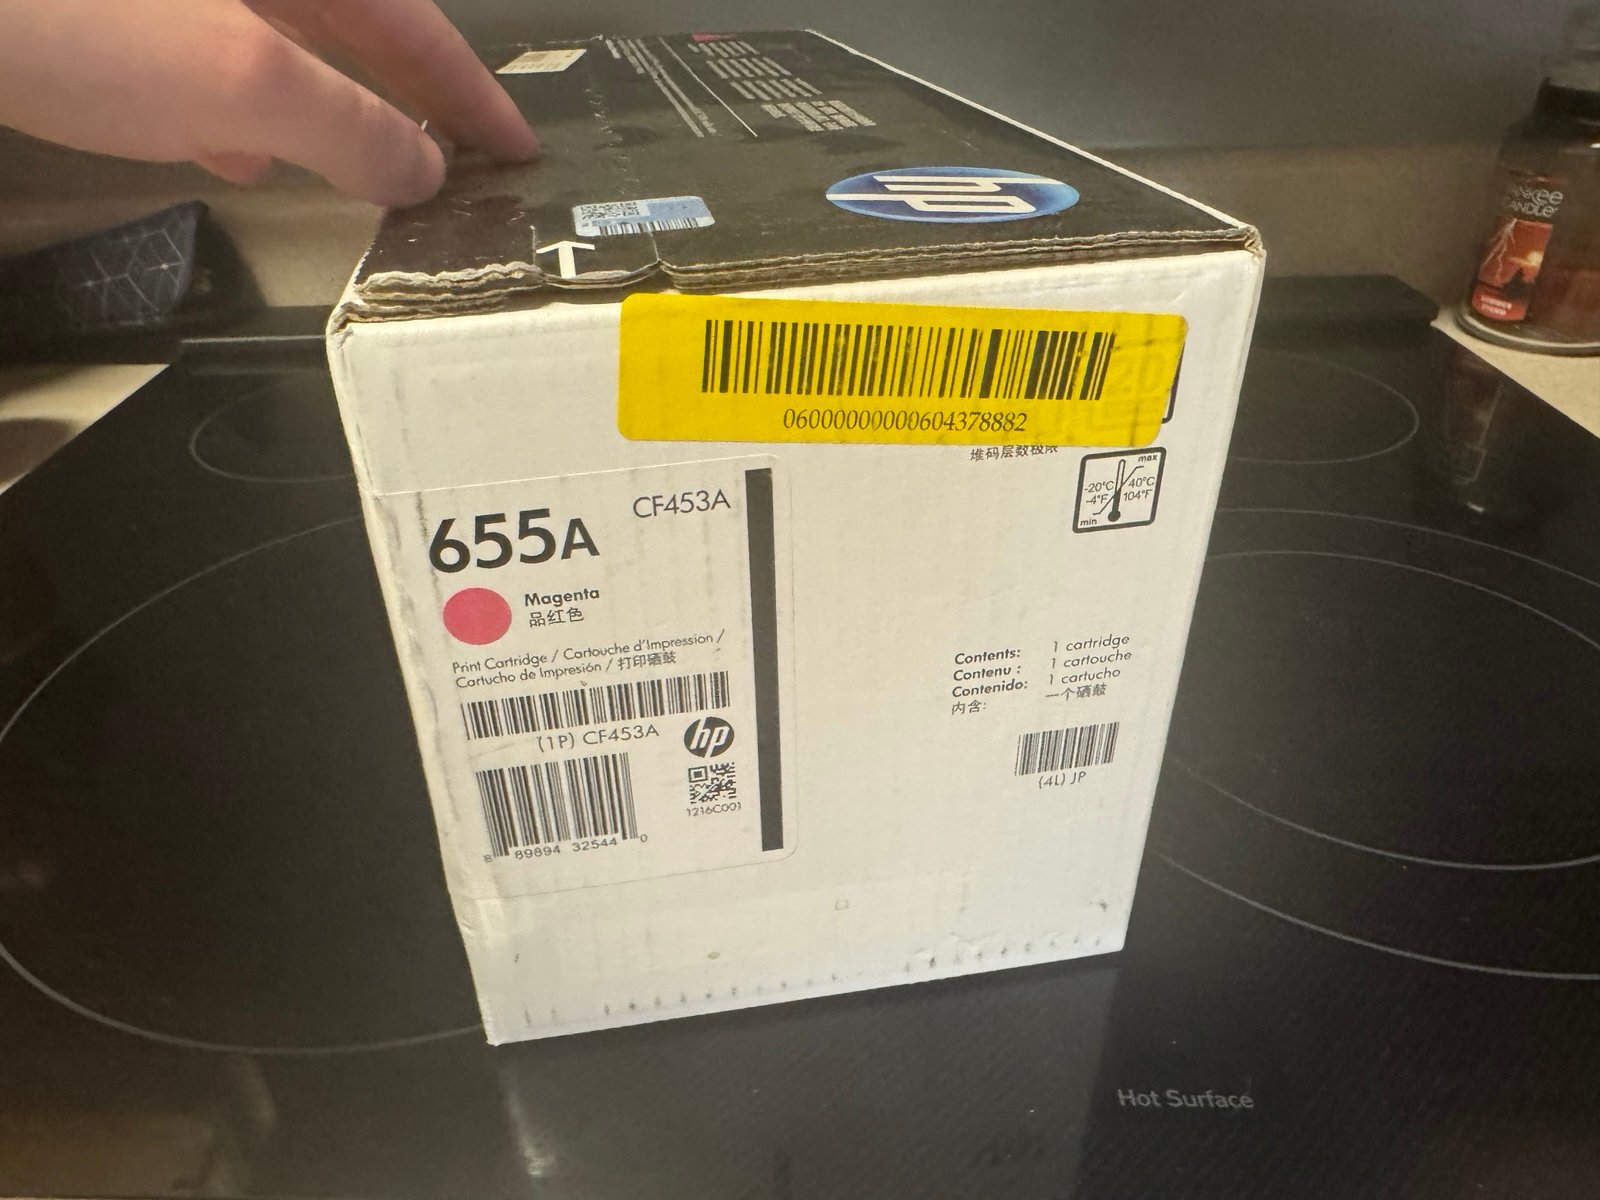 hp
06000000000604378882
堆码层数极限
max
-20°C
40°C
-4°F
104°F
min
655A
CF453A
Magenta
品红色
Print Cartridge / Cartouche d'Impression /
Cartucho de Impresión / 打印硒鼓
(1P) CF453A
hp
1216C001
8 89894 32544 0
Contents: 1 cartridge
Contenu : 1 cartouche
Contenido: 1 cartucho
内含: 一个硒鼓
(4L) JP
YANKEE
CANDLE
Hot Surface